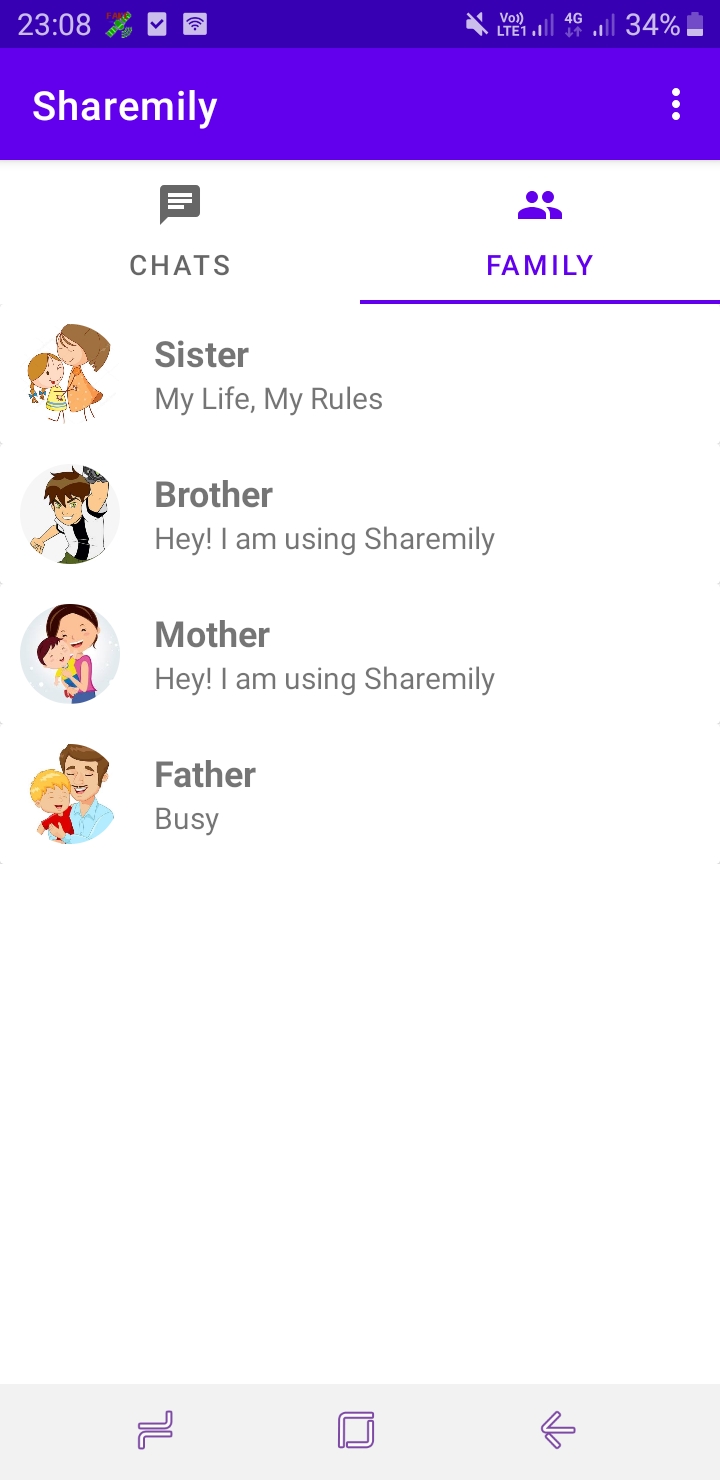 23:08 FAKE Vo)) LTE1 4G 34%
Sharemily
CHATS FAMILY
Sister
My Life, My Rules
Brother
Hey! I am using Sharemily
Mother
Hey! I am using Sharemily
Father
Busy